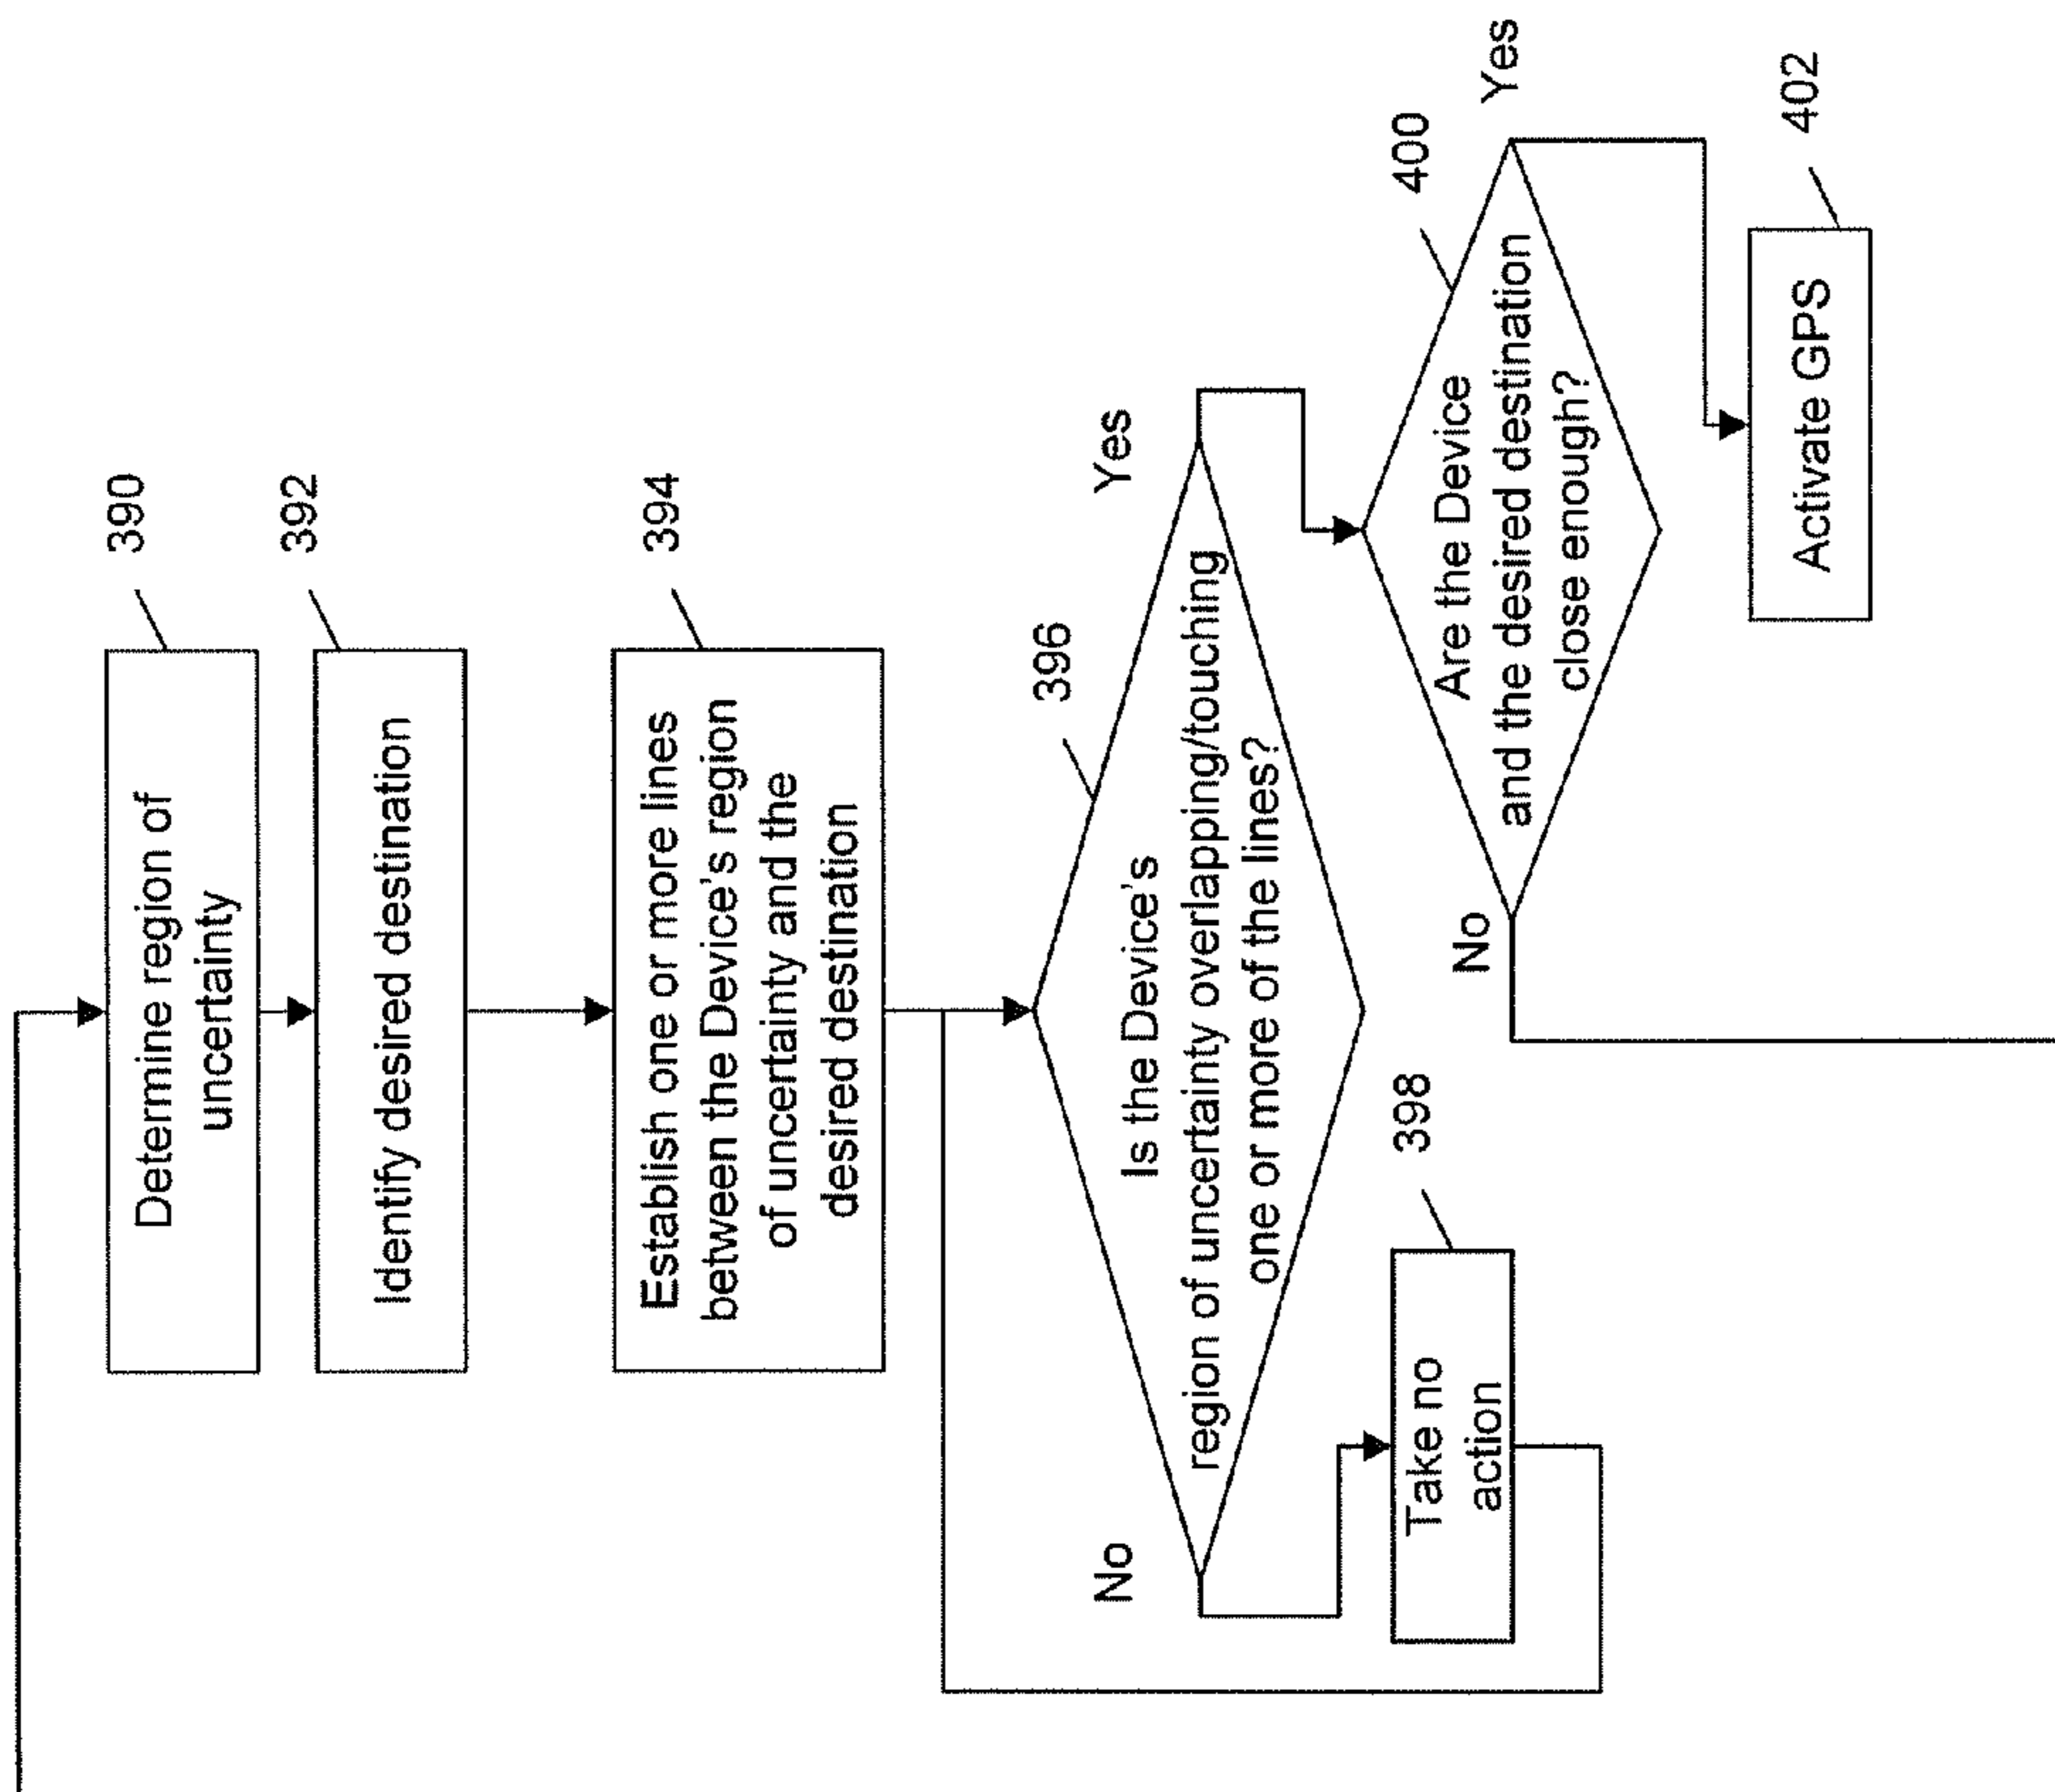 390
Determine region of
uncertainty
392
Identify desired destination
394
Establish one or more lines
between the Device's region
of uncertainty and the
desired destination
396
Is the Device's
region of uncertainty overlapping/touching
one or more of the lines?
No
Yes
398
Take no
action
400
Are the Device
and the desired destination
close enough?
No
Yes
402
Activate GPS